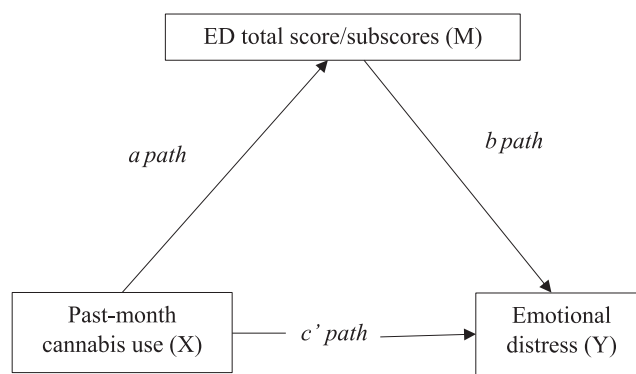 ED total score/subscores (M)
a path
b path
Past-month
cannabis use (X)
c’ path
Emotional
distress (Y)